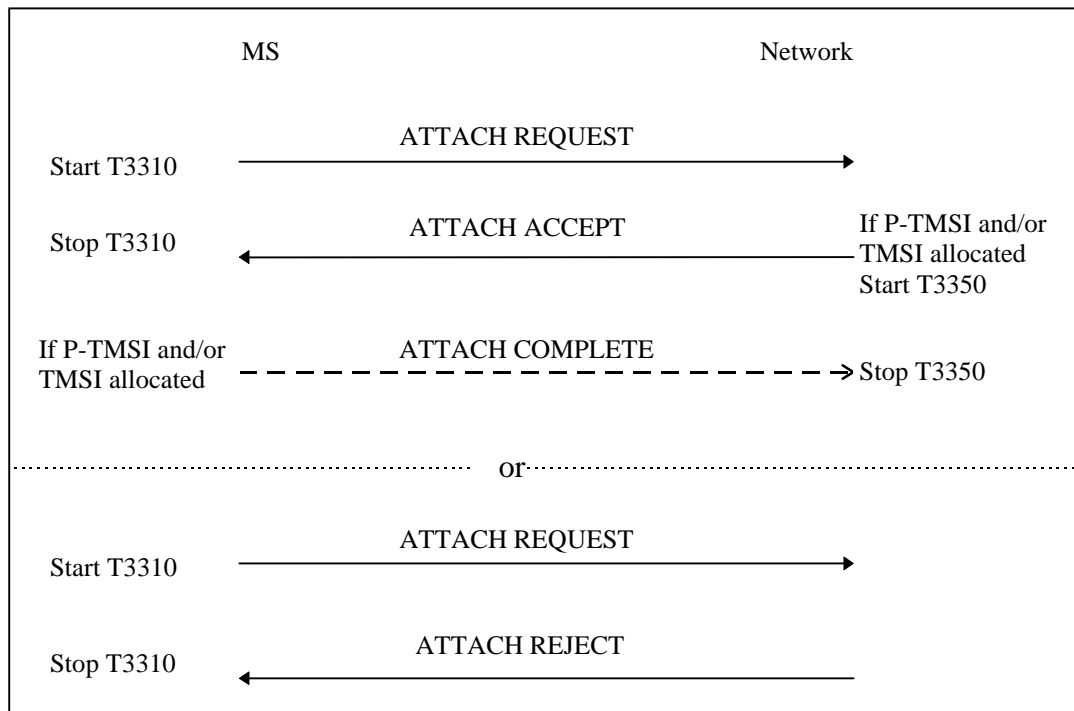 MS
Network
ATTACH REQUEST
Start T3310
ATTACH ACCEPT
Stop T3310
If P-TMSI and/or
TMSI allocated
Start T3350
If P-TMSI and/or
TMSI allocated
ATTACH COMPLETE
Stop T3350
or
ATTACH REQUEST
Start T3310
ATTACH REJECT
Stop T3310